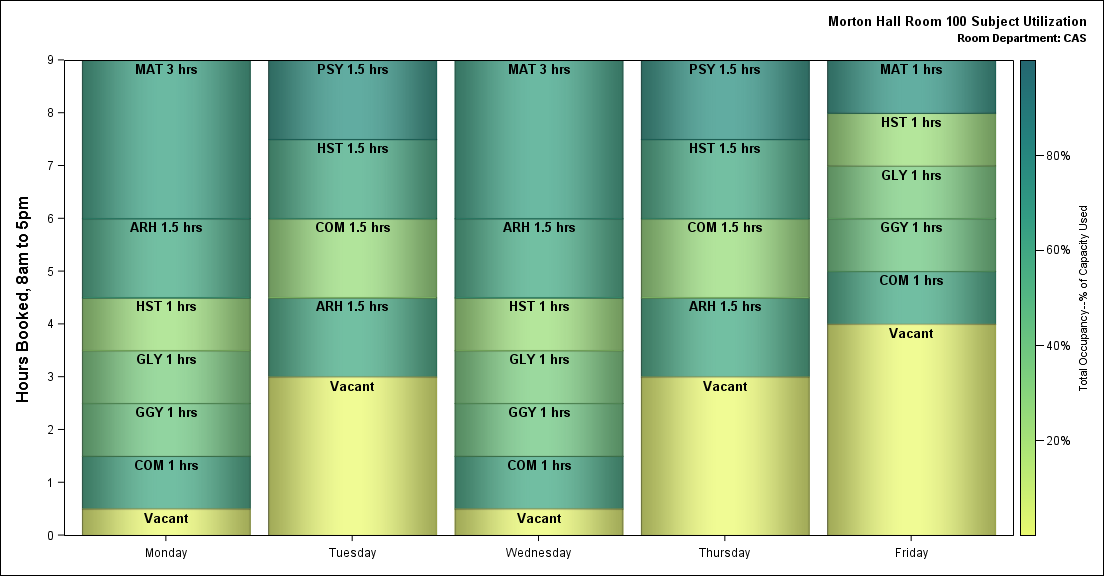 Morton Hall Room 100 Subject Utilization
Room Department: CAS
Hours Booked, 8am to 5pm
9
8
7
6
5
4
3
2
1
0
MAT 3 hrs
ARH 1.5 hrs
HST 1 hrs
GLY 1 hrs
GGY 1 hrs
COM 1 hrs
Vacant
Monday
PSY 1.5 hrs
HST 1.5 hrs
COM 1.5 hrs
ARH 1.5 hrs
Vacant
Tuesday
MAT 3 hrs
ARH 1.5 hrs
HST 1 hrs
GLY 1 hrs
GGY 1 hrs
COM 1 hrs
Vacant
Wednesday
PSY 1.5 hrs
HST 1.5 hrs
COM 1.5 hrs
ARH 1.5 hrs
Vacant
Thursday
MAT 1 hrs
HST 1 hrs
GLY 1 hrs
GGY 1 hrs
COM 1 hrs
Vacant
Friday
80%
60%
40%
20%
Total Occupancy--% of Capacity Used